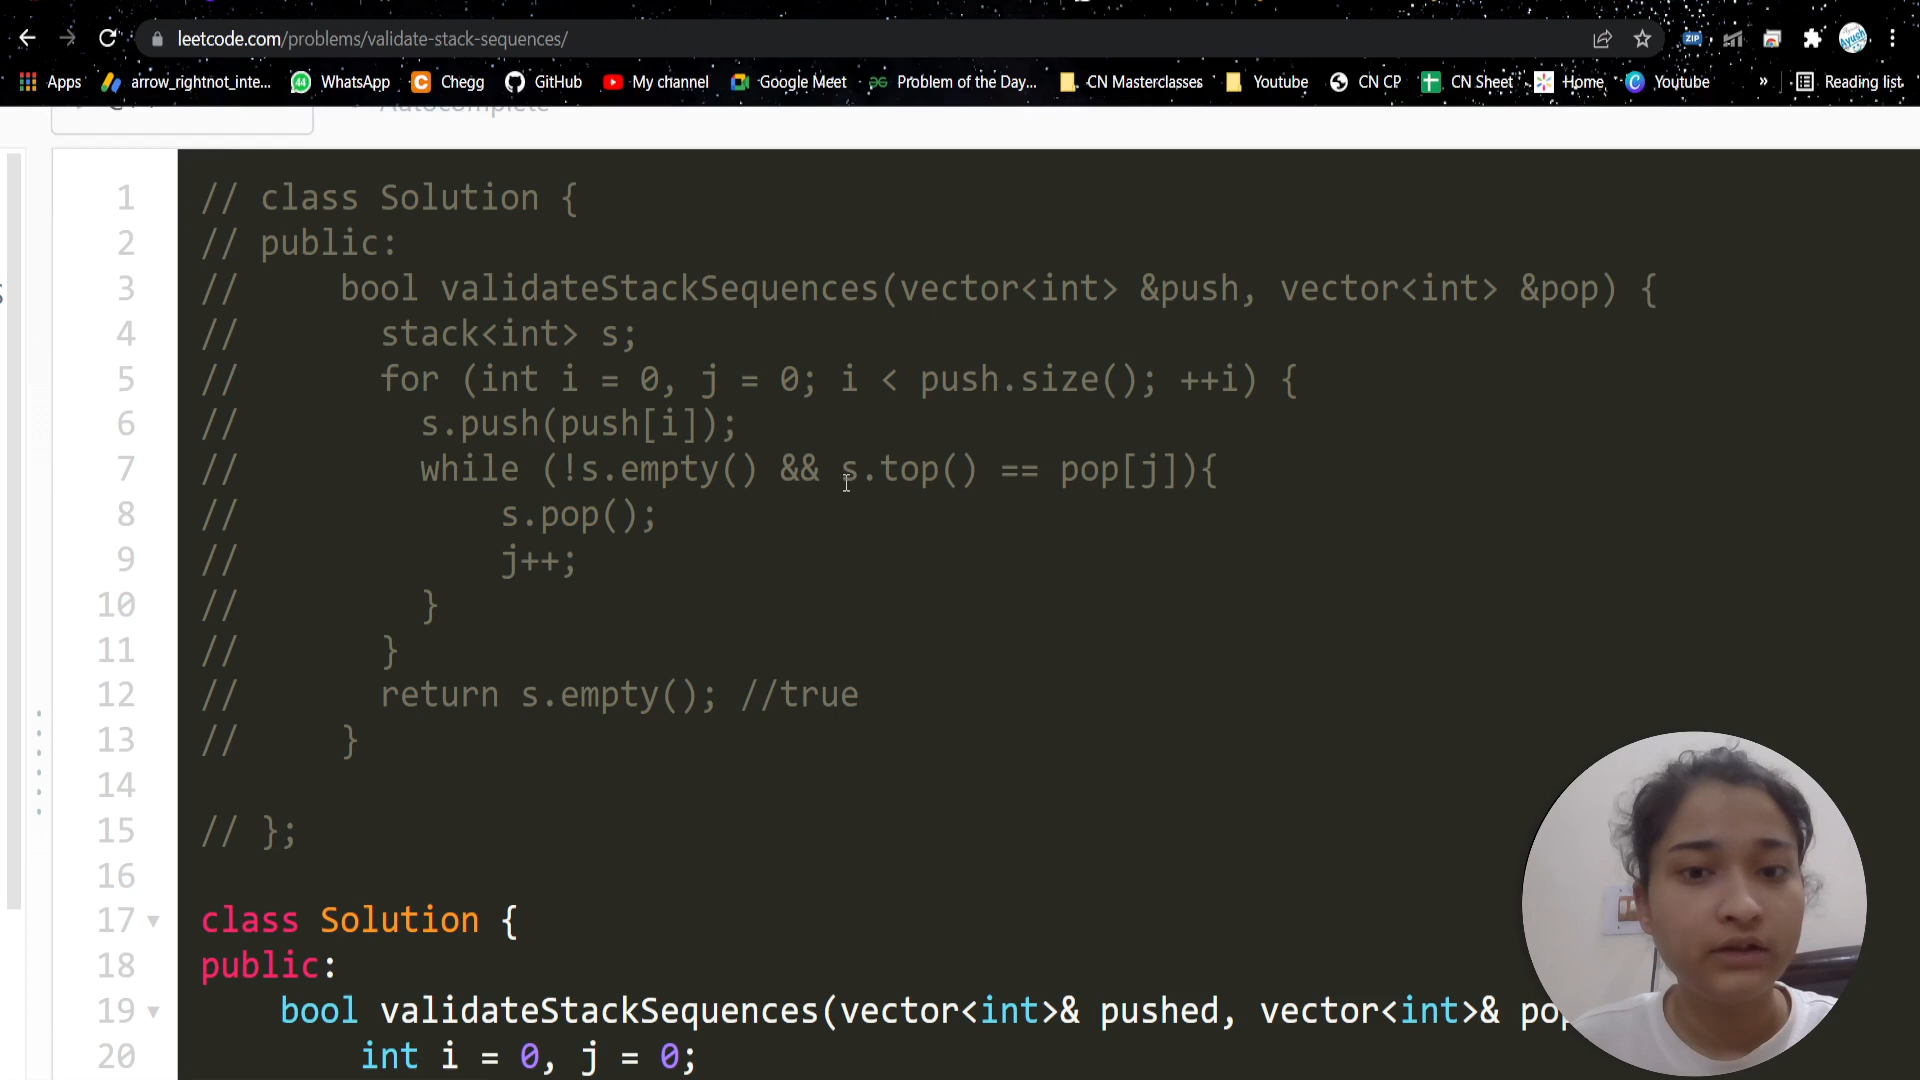 leetcode.com/problems/validate-stack-sequences/
ZIP
Ayush
Apps
arrow_rightnot_inte...
44
WhatsApp
Chegg
GitHub
My channel
Google Meet
Problem of the Day...
CN Masterclasses
Youtube
CN CP
CN Sheet
Home
Youtube
»
Reading list
Autocomplete
1 // class Solution {
2 // public:
3 // bool validateStackSequences(vector<int> &push, vector<int> &pop) {
4 // stack<int> s;
5 // for (int i = 0, j = 0; i < push.size(); ++i) {
6 // s.push(push[i]);
7 // while (!s.empty() && s.top() == pop[j]){
8 // s.pop();
9 // j++;
10 // }
11 // }
12 // return s.empty(); //true
13 // }
14
15 // };
16
17 class Solution {
18 public:
19 bool validateStackSequences(vector<int>& pushed, vector<int>&
20 int i = 0, j = 0;